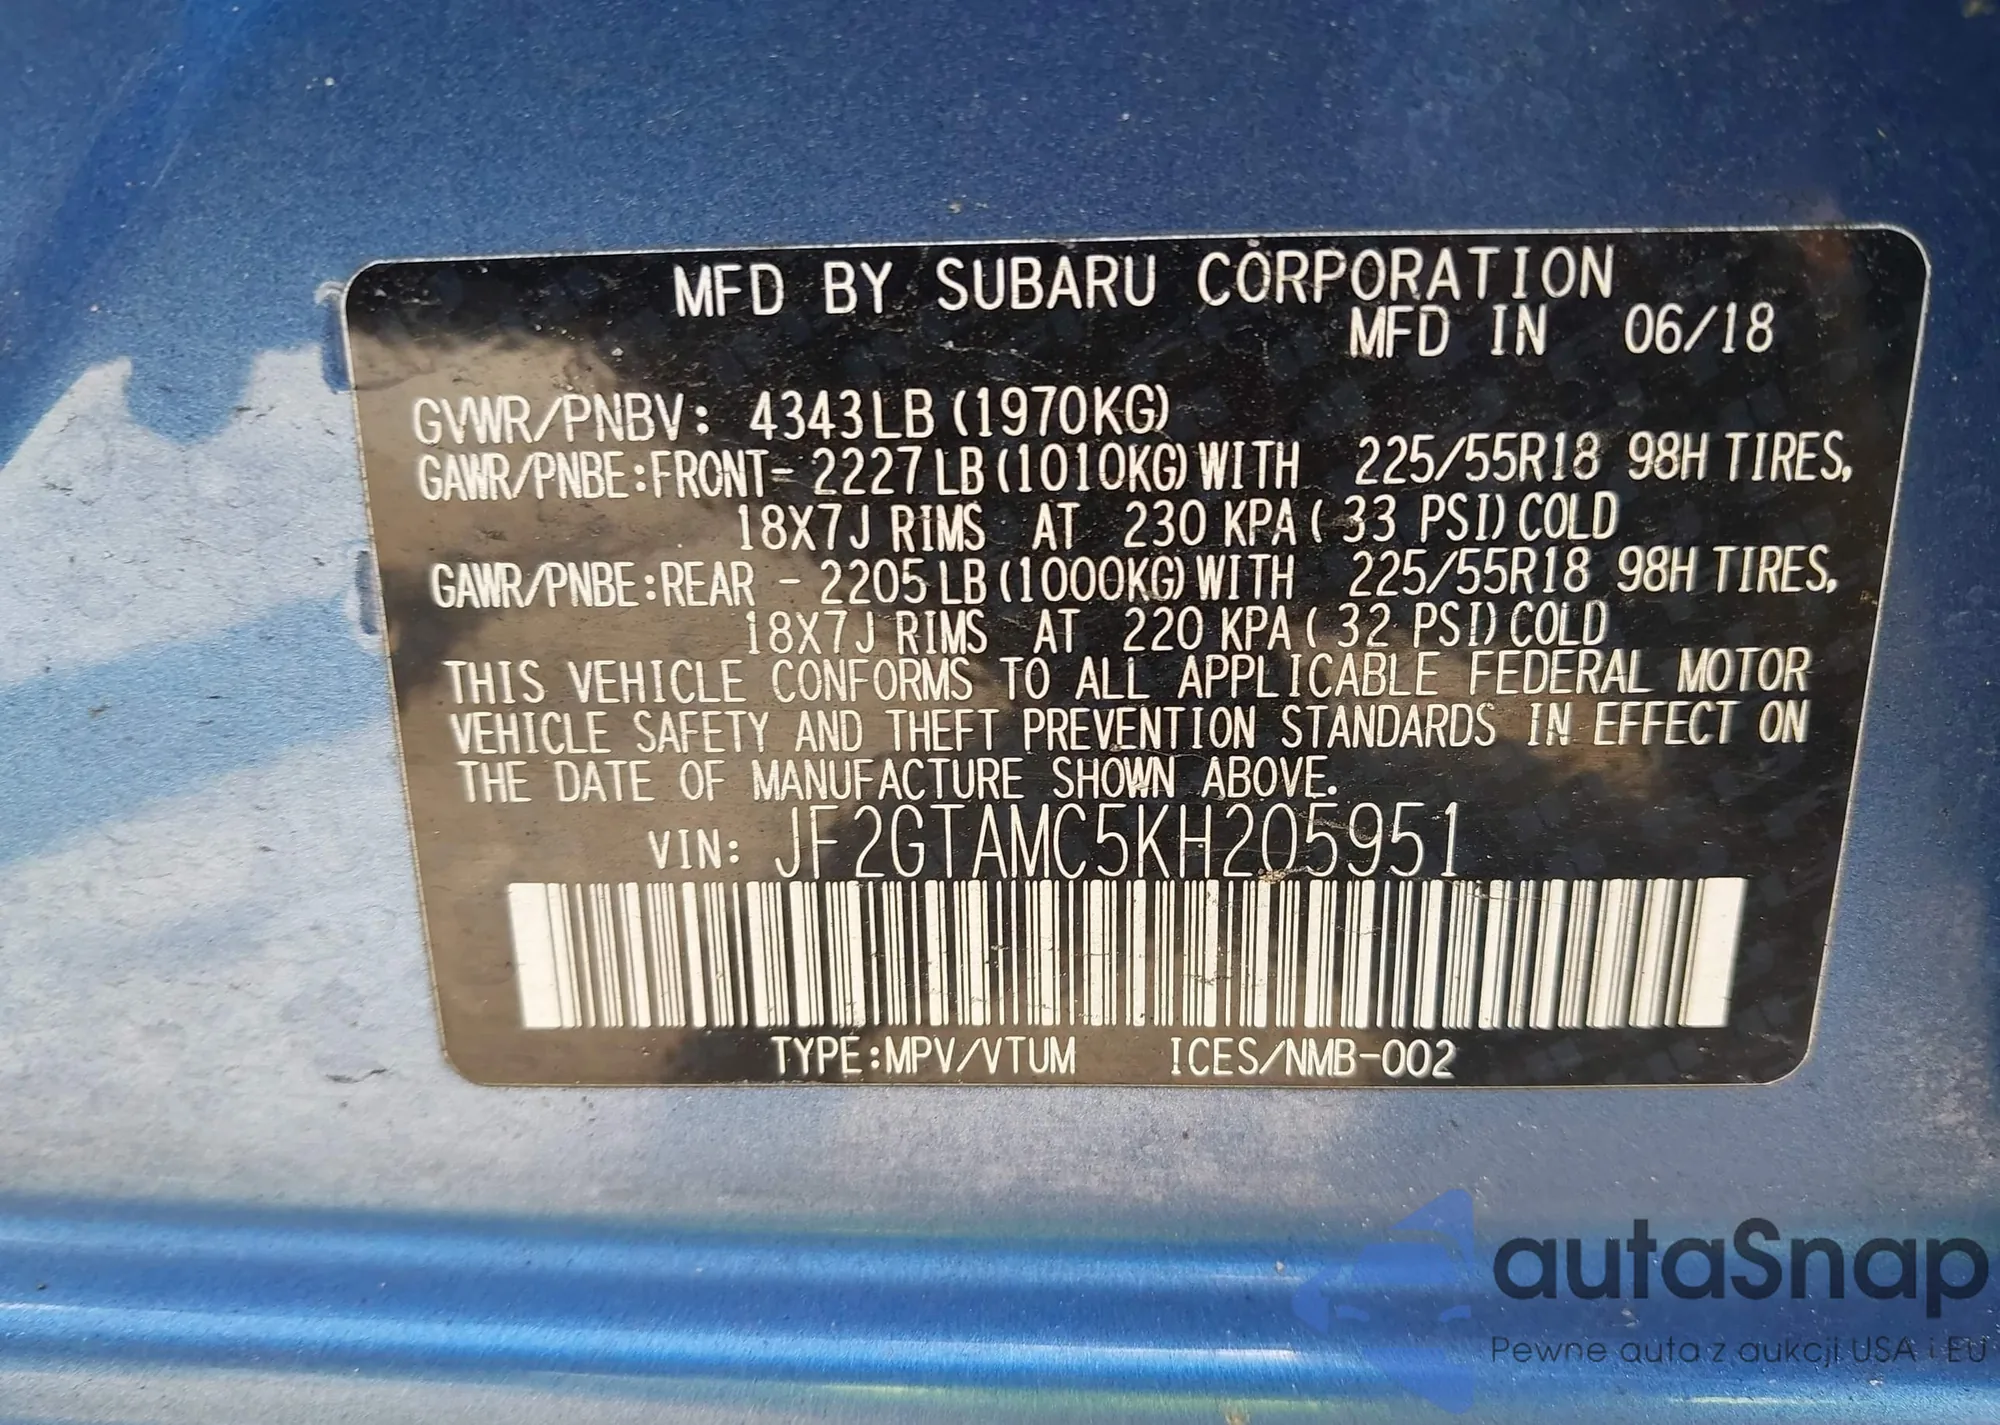 MFD BY SUBARU CORPORATION
MFD IN 06/18
GVWR/PNBV: 4343LB (1970KG)
GAWR/PNBE:FRONT- 2227LB (1010KG) WITH 225/55R18 98H TIRES,
18X7J RIMS AT 230 KPA ( 33 PSI) COLD
GAWR/PNBE:REAR - 2205LB (1000KG) WITH 225/55R18 98H TIRES,
18X7J RIMS AT 220 KPA ( 32 PSI) COLD
THIS VEHICLE CONFORMS TO ALL APPLICABLE FEDERAL MOTOR
VEHICLE SAFETY AND THEFT PREVENTION STANDARDS IN EFFECT ON
THE DATE OF MANUFACTURE SHOWN ABOVE.
VIN: JF2GTAMC5KH205951
TYPE:MPV/VTUM ICES/NMB-002
autaSnap
Pewne auta z aukcji USA i EU